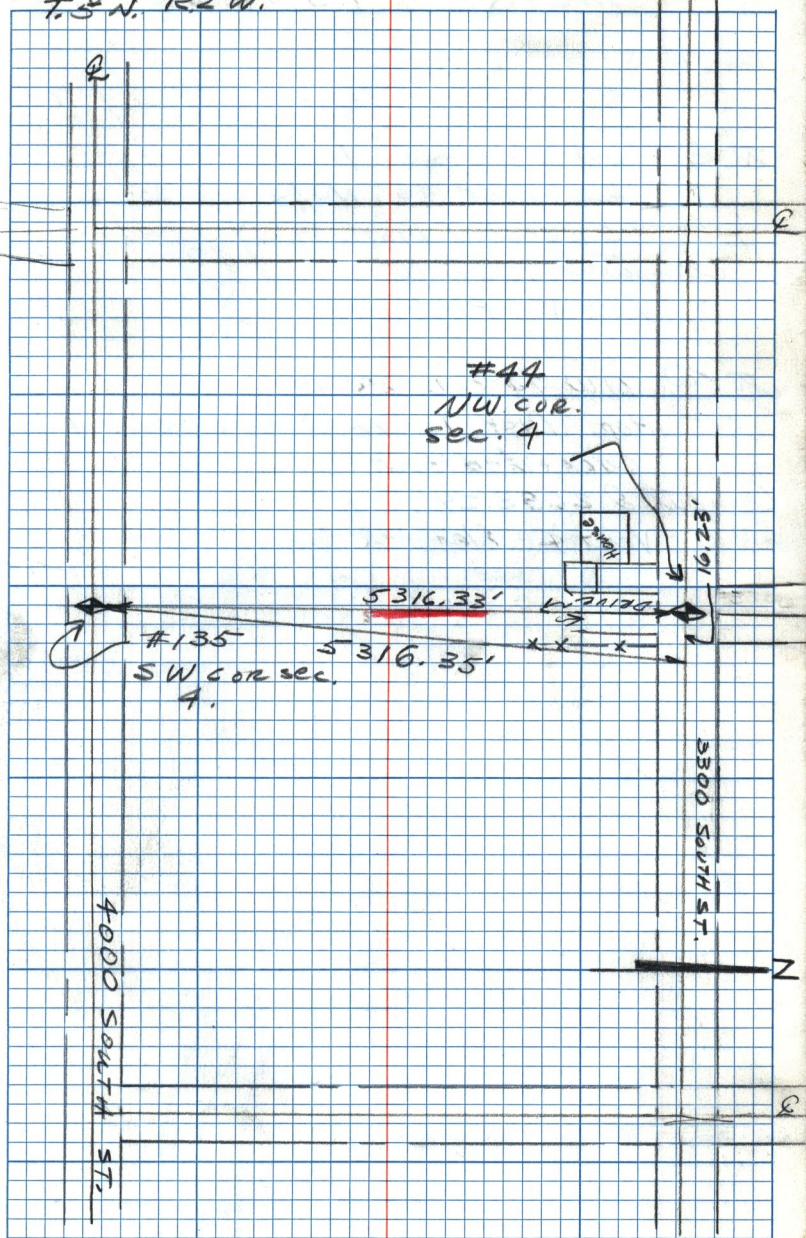 T.5 N. R.2 W.
℄
℄
#44
NW COR.
sec. 4
House
16.23'
5316.33'
DRIVE
#135
5316.35'
SW COR sec.
4.
x x x
3300 SOUTH ST.
4000 SOUTH ST.
N
℄